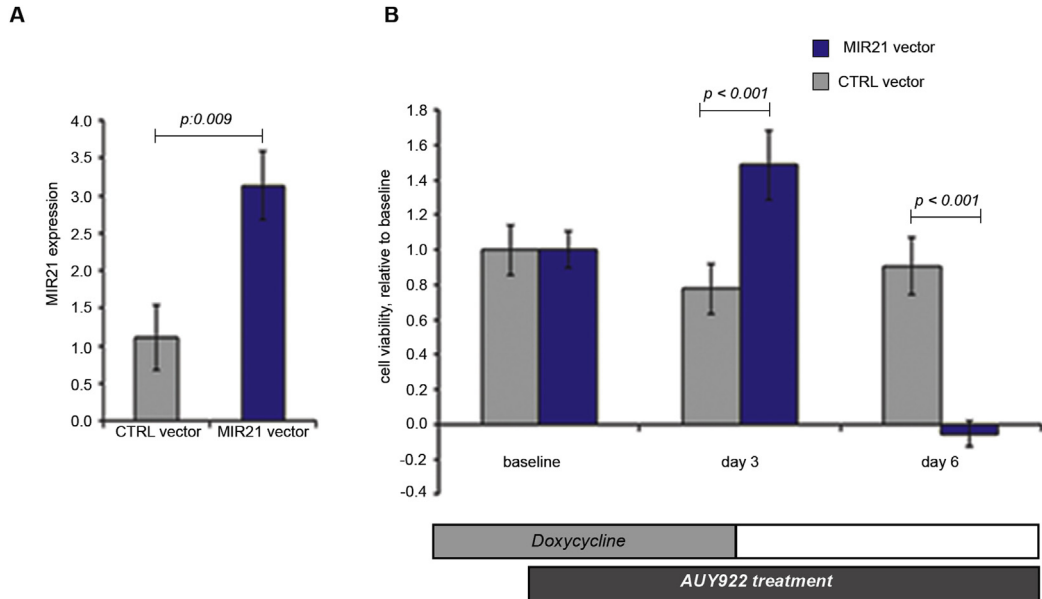 A
B
MIR21 vector
CTRL vector
p:0.009
4.0
3.5
3.0
2.5
2.0
1.5
1.0
0.5
0.0
MIR21 expression
CTRL vector MIR21 vector
p < 0.001
p < 0.001
1.8
1.6
1.4
1.2
1.0
0.8
0.6
0.4
0.2
0.0
-0.2
-0.4
cell viability, relative to baseline
baseline day 3 day 6
Doxycycline
AUY922 treatment